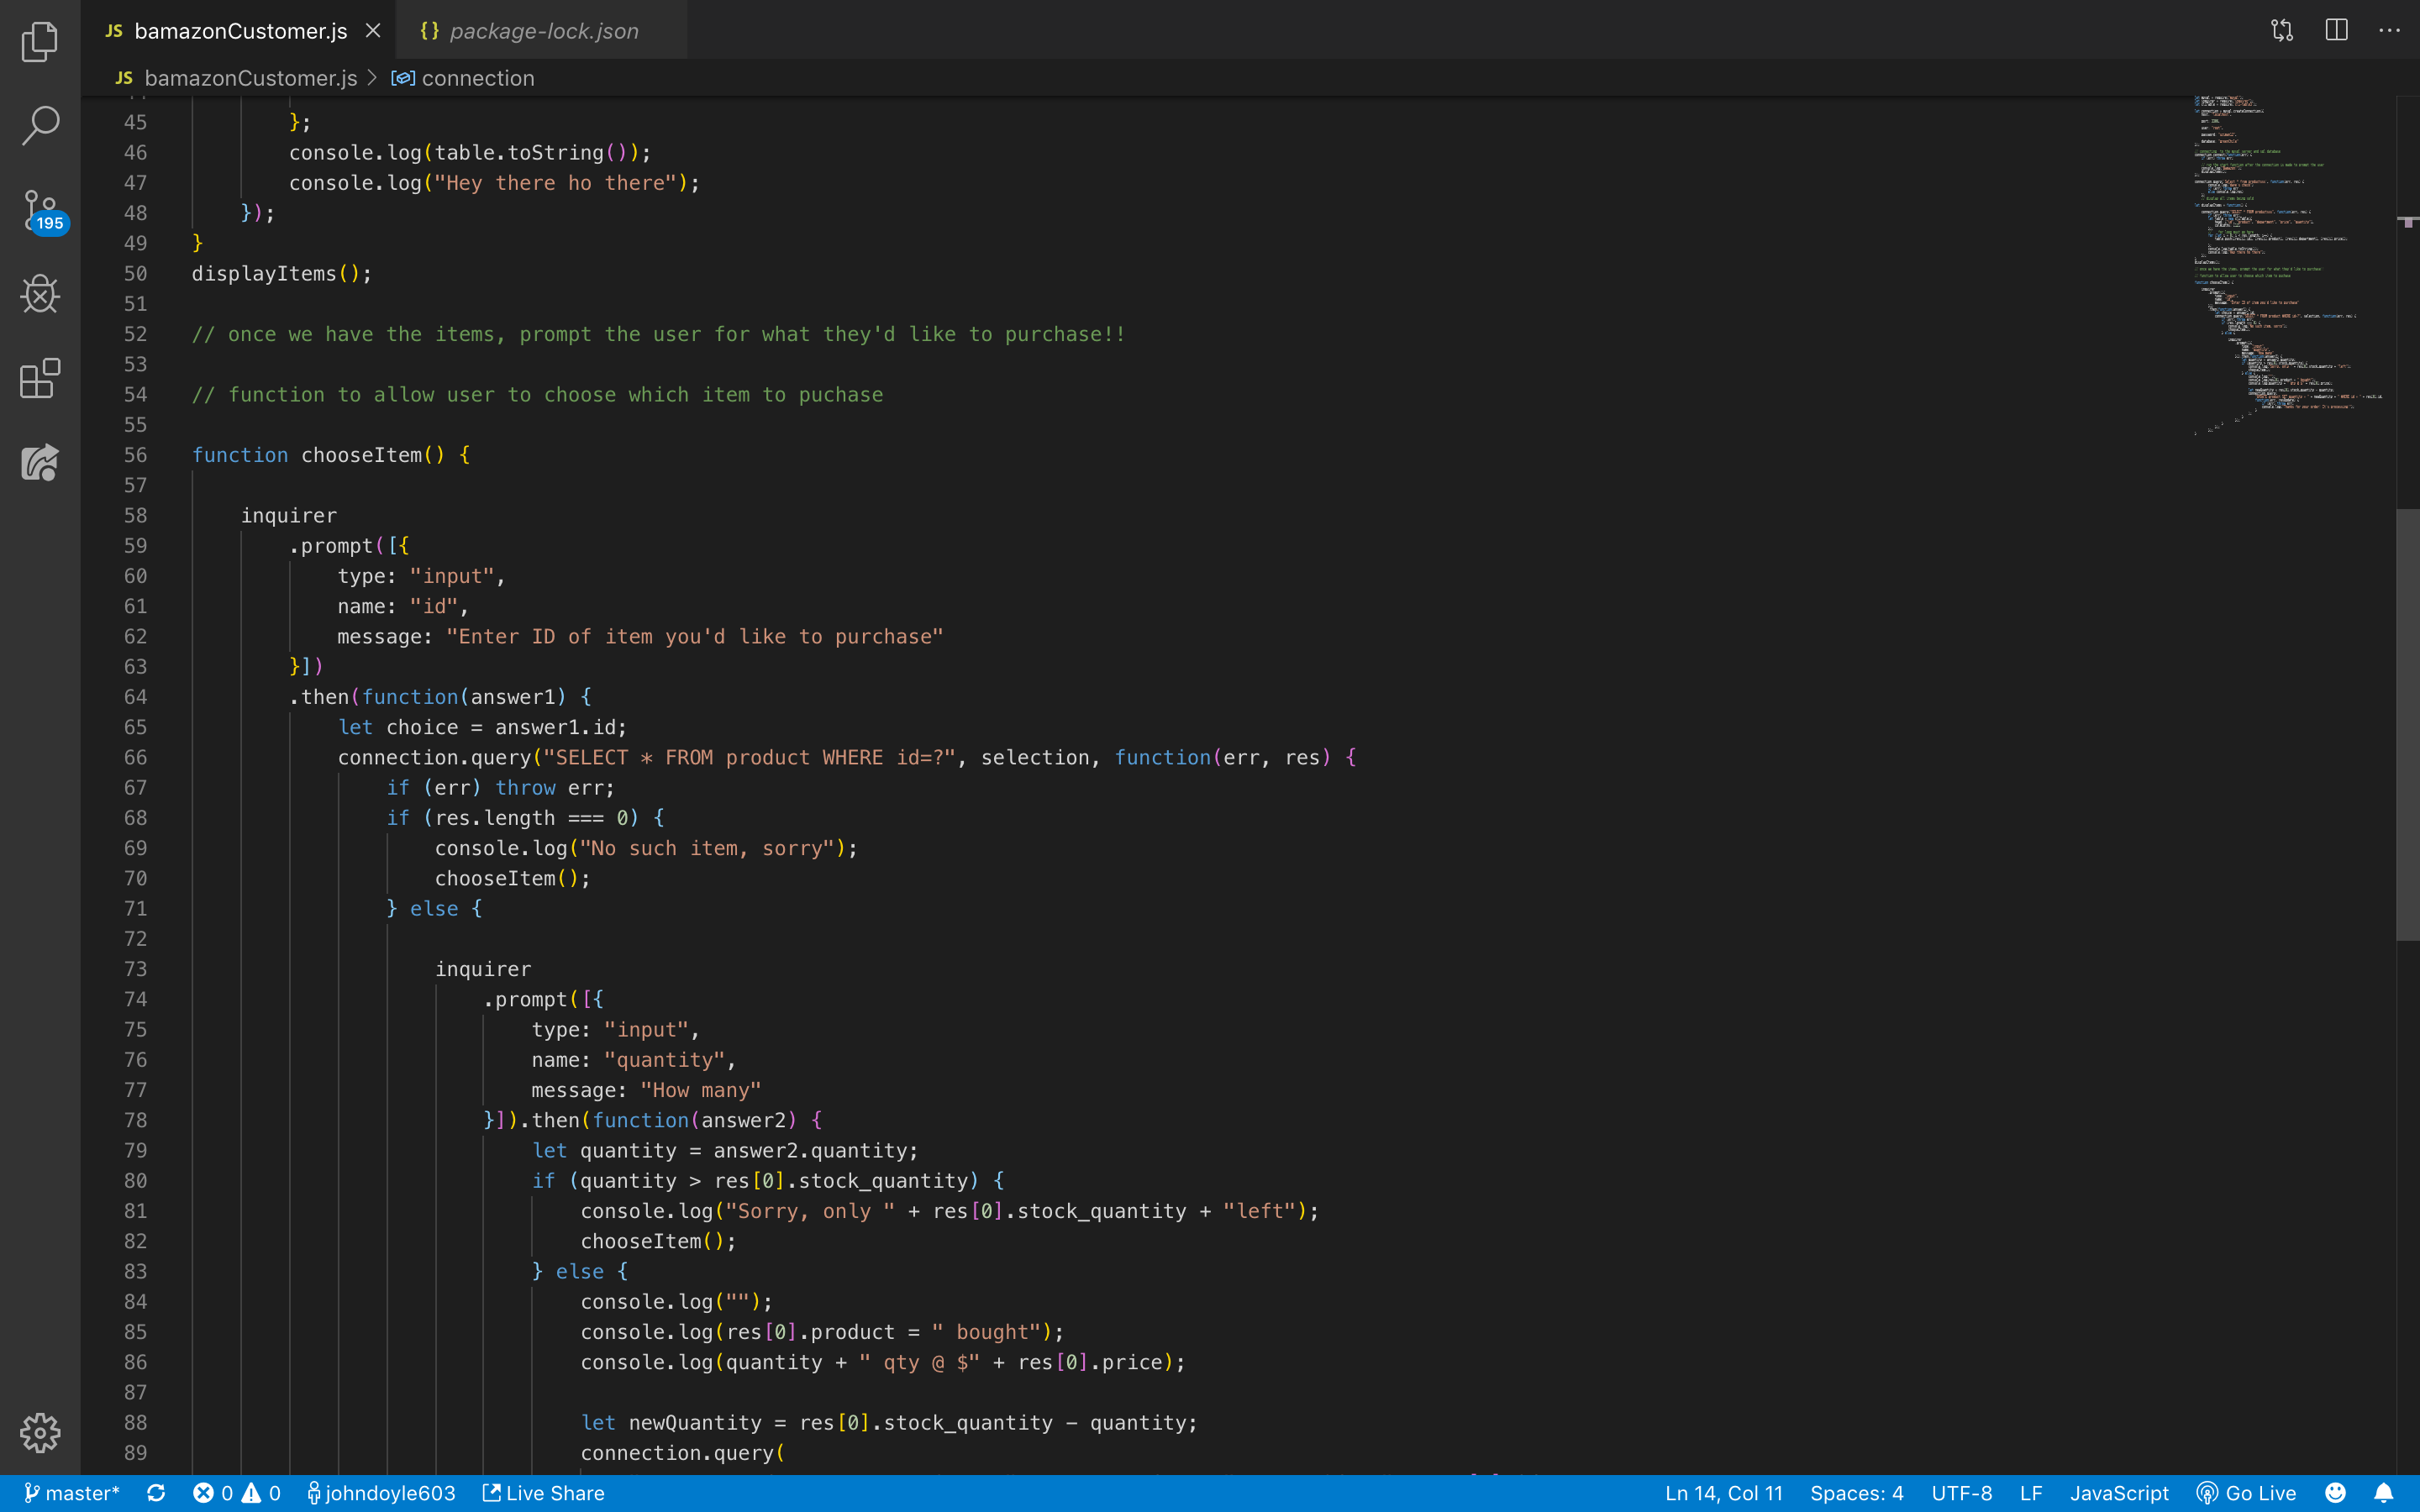 JS bamazonCustomer.js
{} package-lock.json
JS bamazonCustomer.js > connection
195
45 };
46 console.log(table.toString());
47 console.log("Hey there ho there");
48 });
49 }
50 displayItems();
51
52 // once we have the items, prompt the user for what they'd like to purchase!!
53
54 // function to allow user to choose which item to puchase
55
56 function chooseItem() {
57
58 inquirer
59 .prompt([{
60 type: "input",
61 name: "id",
62 message: "Enter ID of item you'd like to purchase"
63 }])
64 .then(function(answer1) {
65 let choice = answer1.id;
66 connection.query("SELECT * FROM product WHERE id=?", selection, function(err, res) {
67 if (err) throw err;
68 if (res.length === 0) {
69 console.log("No such item, sorry");
70 chooseItem();
71 } else {
72
73 inquirer
74 .prompt([{
75 type: "input",
76 name: "quantity",
77 message: "How many"
78 }]).then(function(answer2) {
79 let quantity = answer2.quantity;
80 if (quantity > res[0].stock_quantity) {
81 console.log("Sorry, only " + res[0].stock_quantity + "left");
82 chooseItem();
83 } else {
84 console.log("");
85 console.log(res[0].product = " bought");
86 console.log(quantity + " qty @ $" + res[0].price);
87
88 let newQuantity = res[0].stock_quantity - quantity;
89 connection.query(
master* 0 0 johndoyle603 Live Share Ln 14, Col 11 Spaces: 4 UTF-8 LF JavaScript Go Live